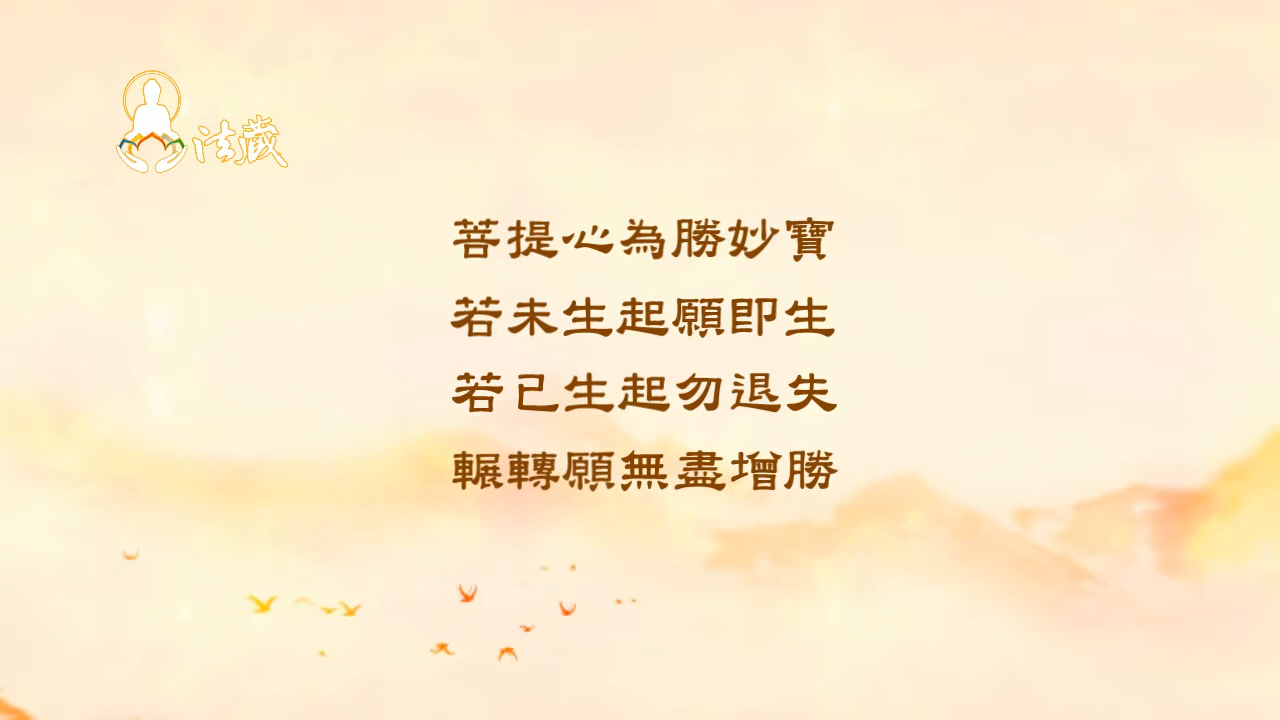 法藏
菩提心為勝妙寶
若未生起願即生
若已生起勿退失
輾轉願無盡增勝